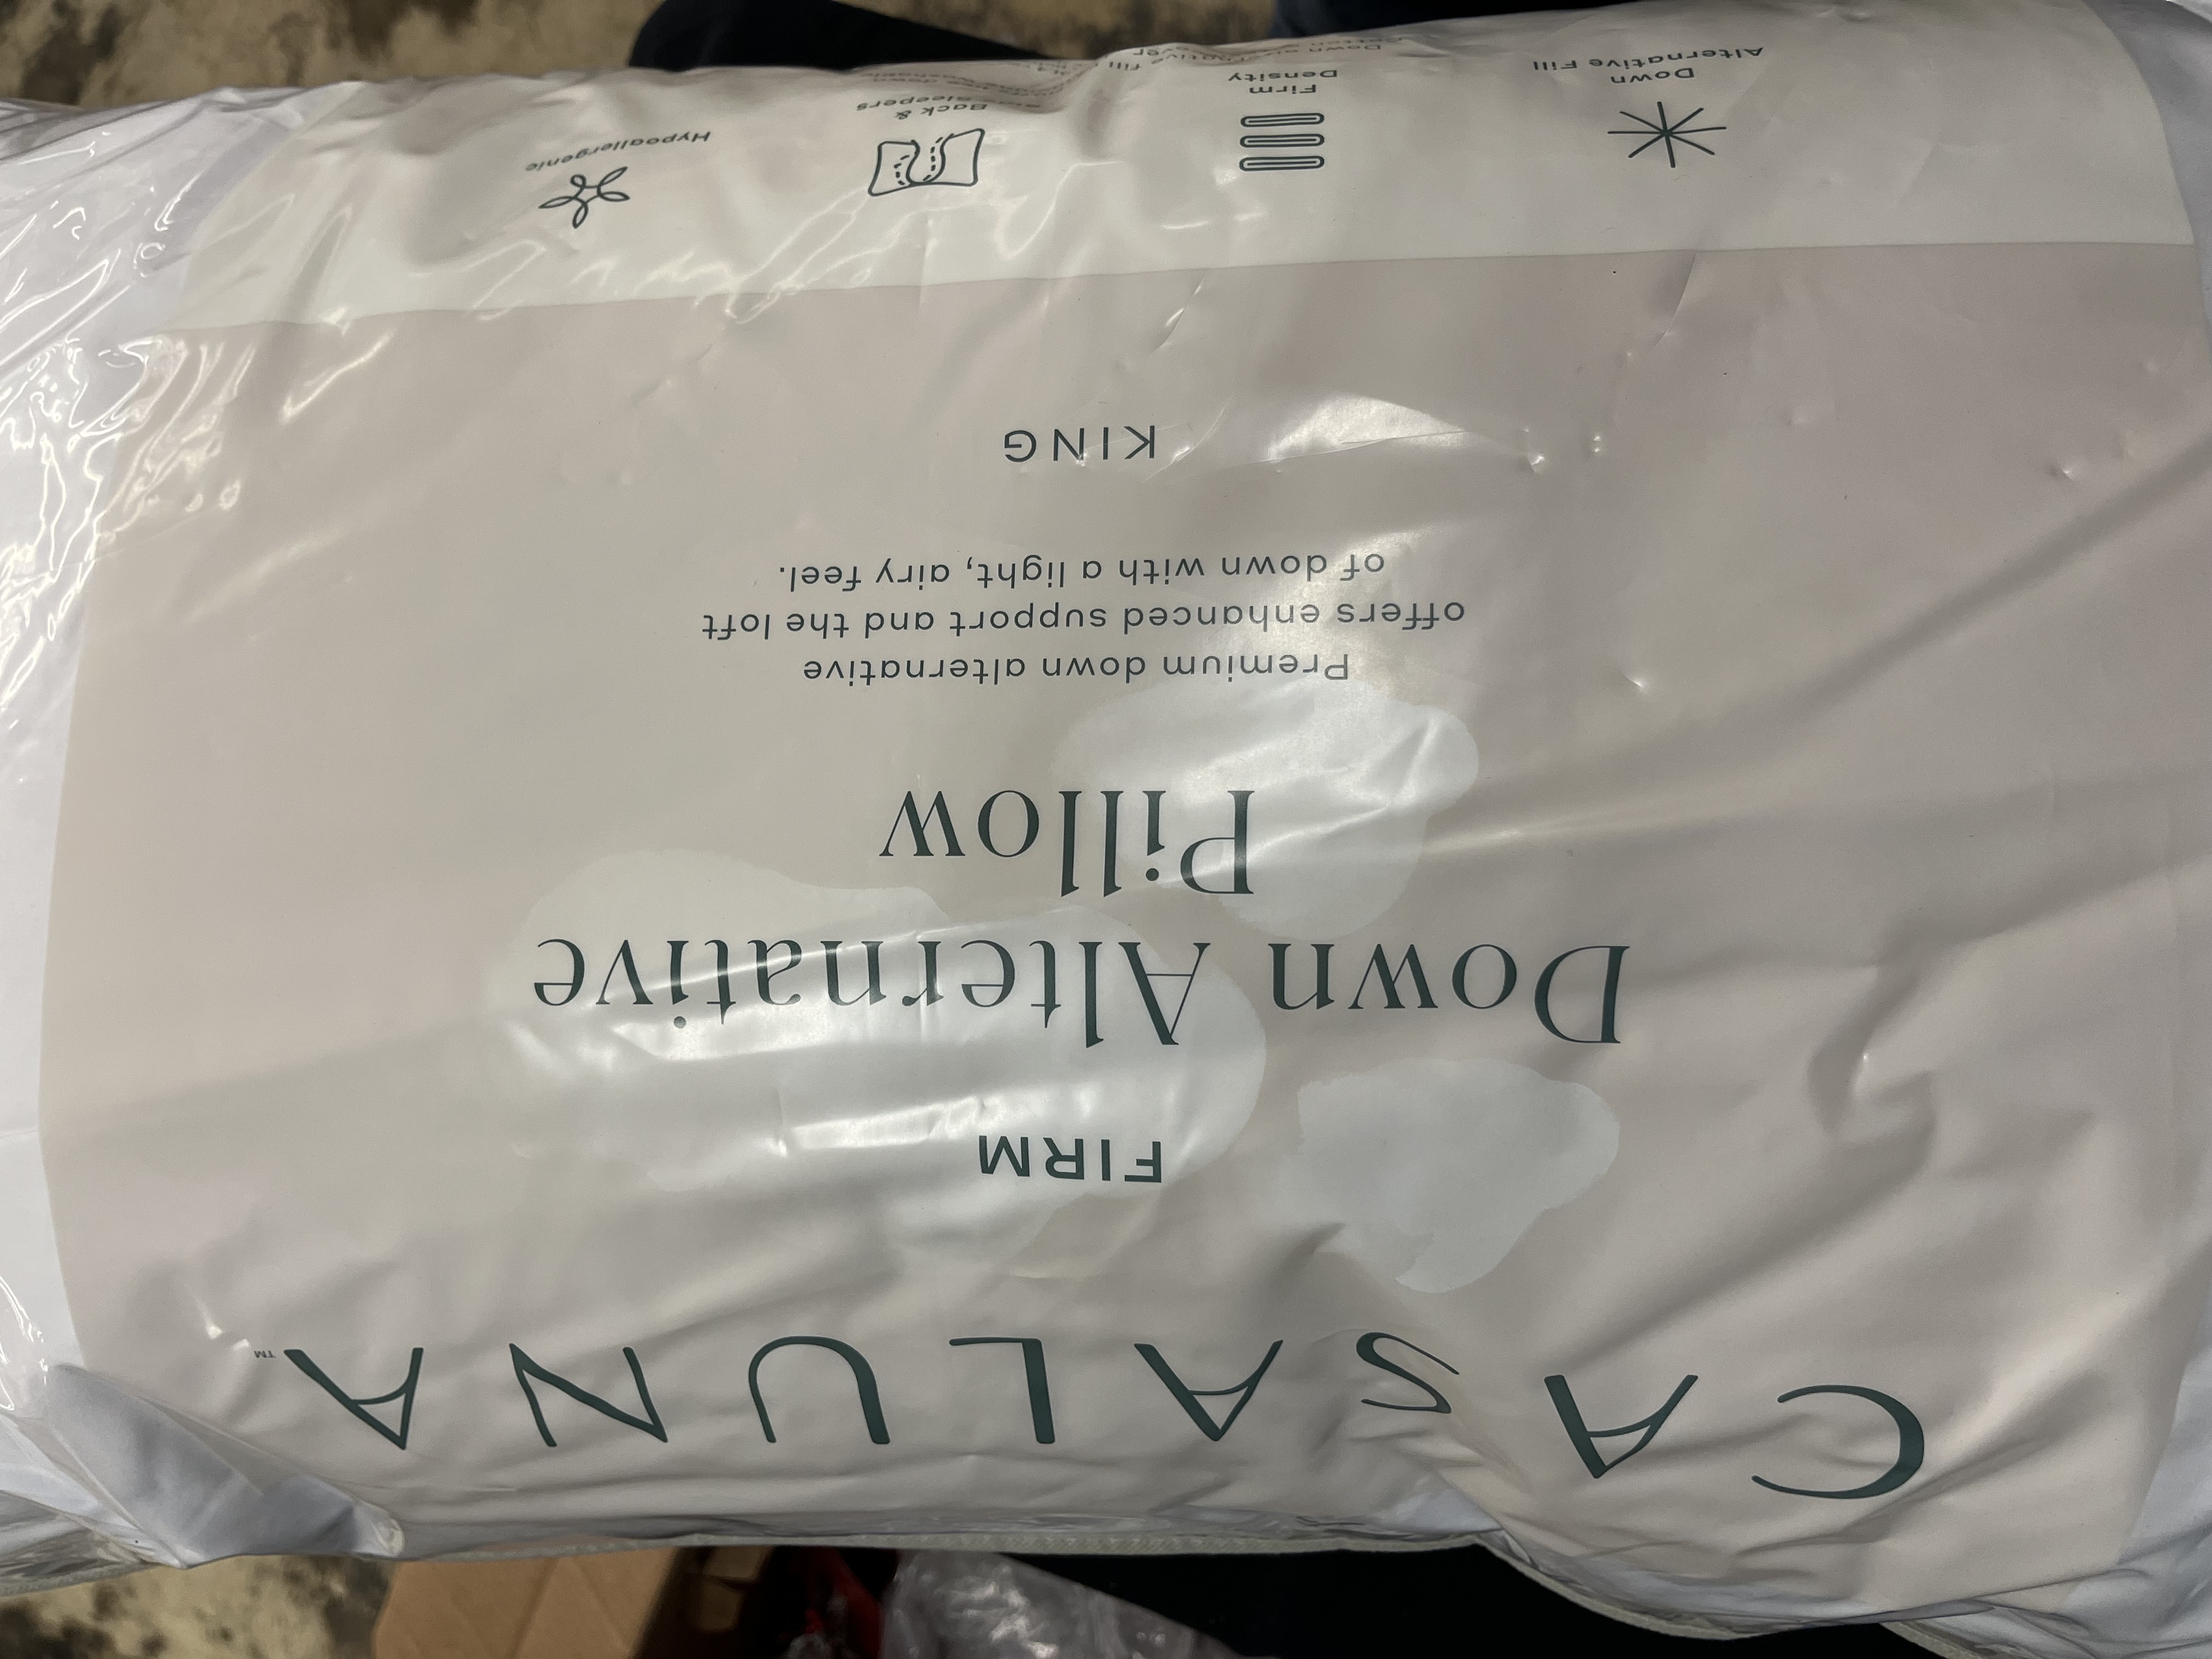 CASALUNA™
FIRM
Down Alternative
Pillow
Premium down alternative
offers enhanced support and the loft
of down with a light, airy feel.
KING
Down
Alternative Fill
Firm
Density
Back &
Sleepers
Hypoallergenic